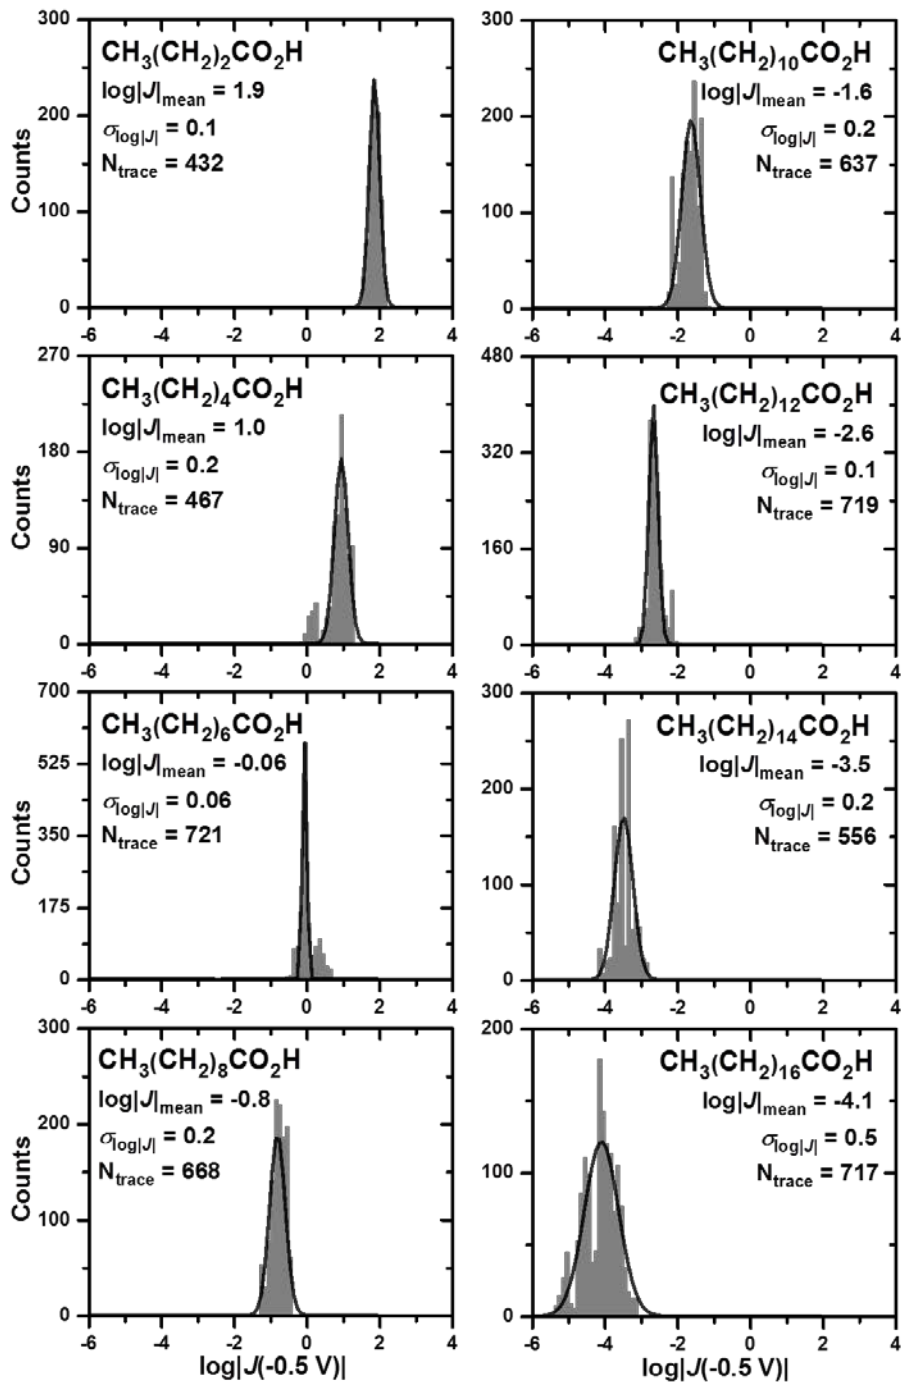 300
200
100
0
Counts
CH₃(CH₂)₂CO₂H
log|J|mean = 1.9
σlog|J| = 0.1
Ntrace = 432
-6 -4 -2 0 2 4
300
200
100
0
CH₃(CH₂)₁₀CO₂H
log|J|mean = -1.6
σlog|J| = 0.2
Ntrace = 637
-6 -4 -2 0 2 4
270
180
90
0
Counts
CH₃(CH₂)₄CO₂H
log|J|mean = 1.0
σlog|J| = 0.2
Ntrace = 467
-6 -4 -2 0 2 4
480
320
160
0
CH₃(CH₂)₁₂CO₂H
log|J|mean = -2.6
σlog|J| = 0.1
Ntrace = 719
-6 -4 -2 0 2 4
700
525
350
175
0
Counts
CH₃(CH₂)₆CO₂H
log|J|mean = -0.06
σlog|J| = 0.06
Ntrace = 721
-6 -4 -2 0 2 4
300
200
100
0
CH₃(CH₂)₁₄CO₂H
log|J|mean = -3.5
σlog|J| = 0.2
Ntrace = 556
-6 -4 -2 0 2 4
300
200
100
0
Counts
CH₃(CH₂)₈CO₂H
log|J|mean = -0.8
σlog|J| = 0.2
Ntrace = 668
-6 -4 -2 0 2 4
log|J(-0.5 V)|
200
100
0
CH₃(CH₂)₁₆CO₂H
log|J|mean = -4.1
σlog|J| = 0.5
Ntrace = 717
-6 -4 -2 0 2 4
log|J(-0.5 V)|